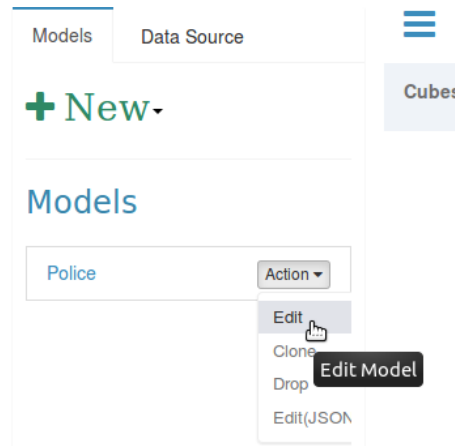 Models Data Source
Cubes
+ New
Models
Police Action
Edit
Clone
Edit Model
Drop
Edit(JSON